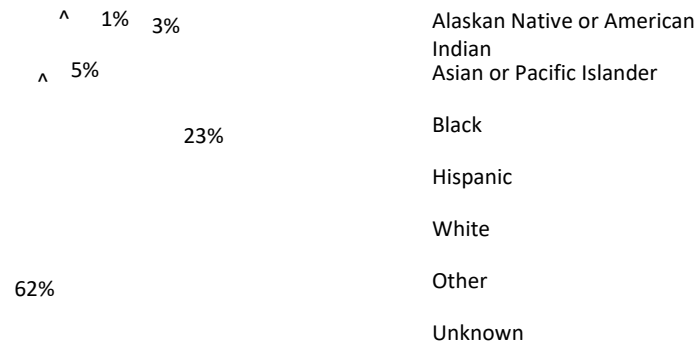 ^ 1% 3%
^ 5%
23%
62%
Alaskan Native or American
Indian
Asian or Pacific Islander
Black
Hispanic
White
Other
Unknown